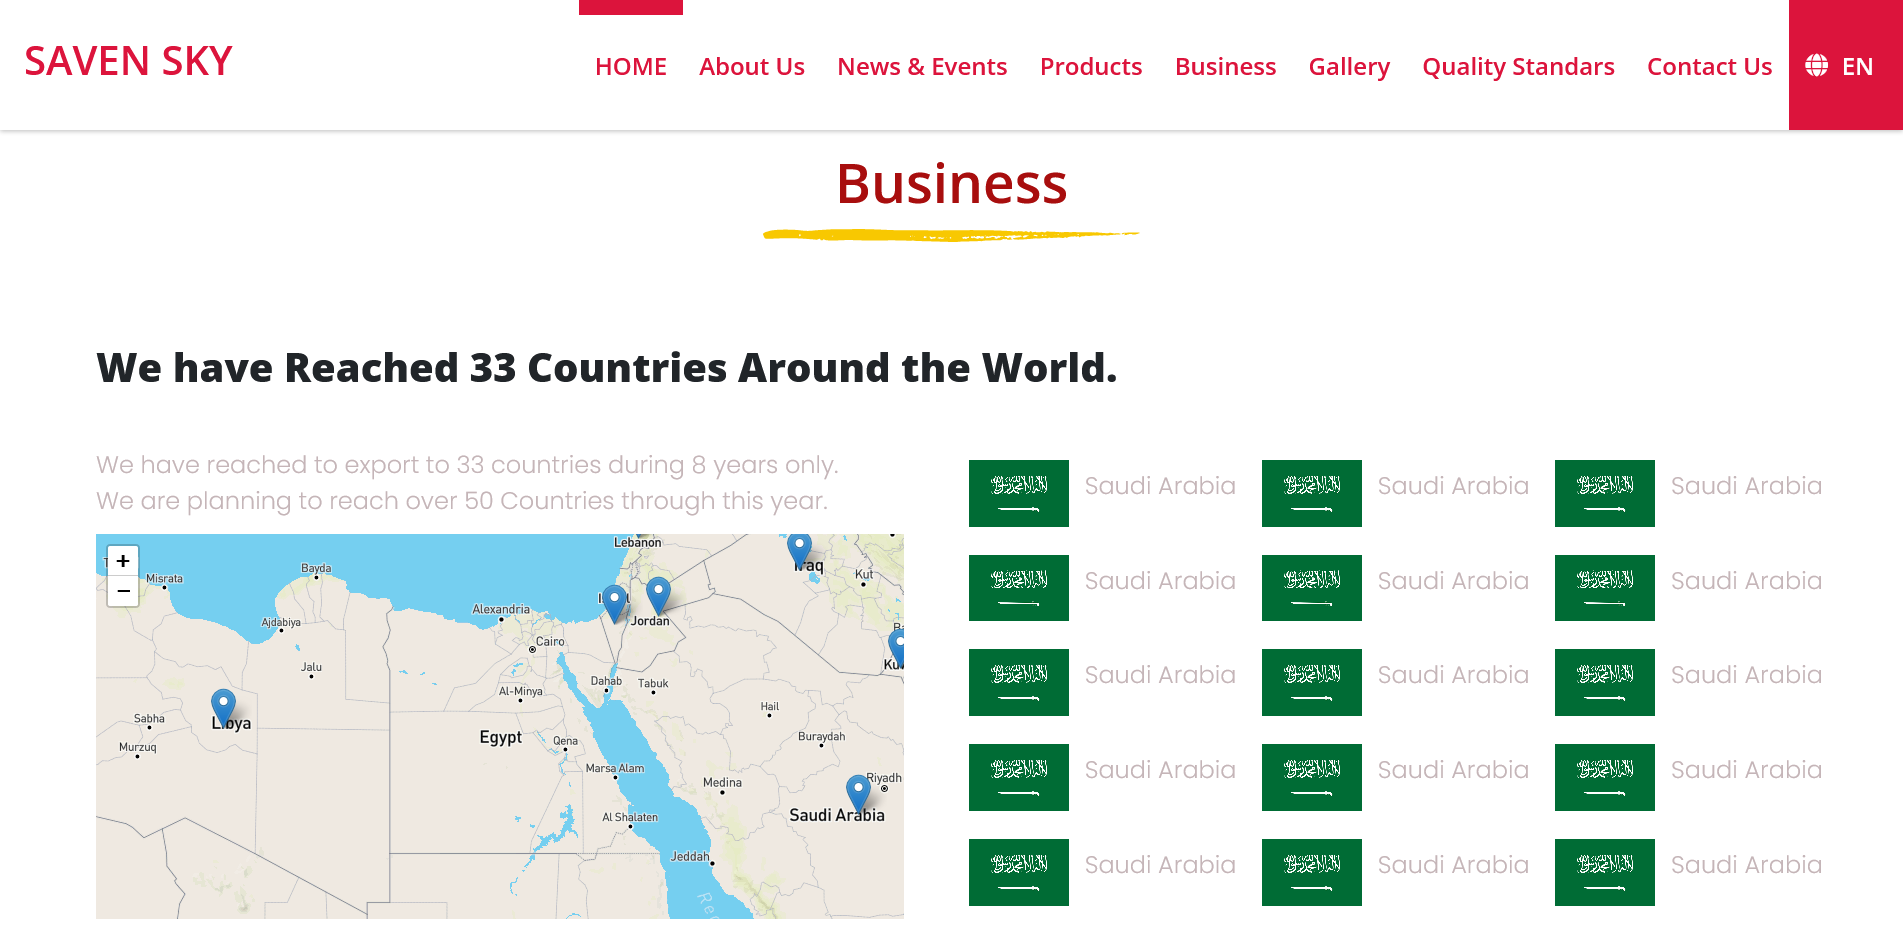 SAVEN SKY
HOME About Us News & Events Products Business Gallery Quality Standars Contact Us EN
Business
We have Reached 33 Countries Around the World.
We have reached to export to 33 countries during 8 years only.
We are planning to reach over 50 Countries through this year.
+
−
Lebanon
Iraq
Misrata
Bayda
Kut
Alexandria
Ajdabiya
Jordan
Cairo
Jalu
Dahab
Tabuk
Al-Minya
Hail
Sabha
Libya
Murzuq
Egypt
Qena
Buraydah
Marsa Alam
Medina
Riyadh
Saudi Arabia
Al Shalaten
Jeddah
Saudi Arabia Saudi Arabia Saudi Arabia
Saudi Arabia Saudi Arabia Saudi Arabia
Saudi Arabia Saudi Arabia Saudi Arabia
Saudi Arabia Saudi Arabia Saudi Arabia
Saudi Arabia Saudi Arabia Saudi Arabia